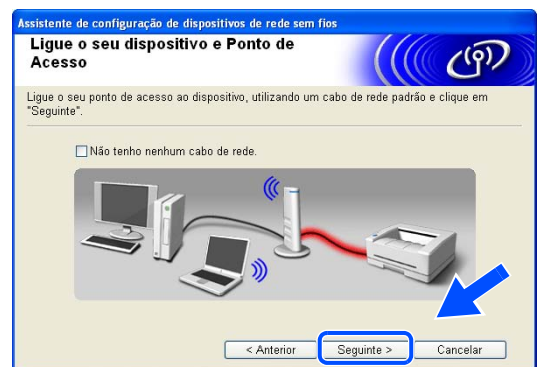 Assistente de configuração de dispositivos de rede sem fios
Ligue o seu dispositivo e Ponto de
Acesso
Ligue o seu ponto de acesso ao dispositivo, utilizando um cabo de rede padrão e clique em
"Seguinte".
Não tenho nenhum cabo de rede.
< Anterior
Seguinte >
Cancelar